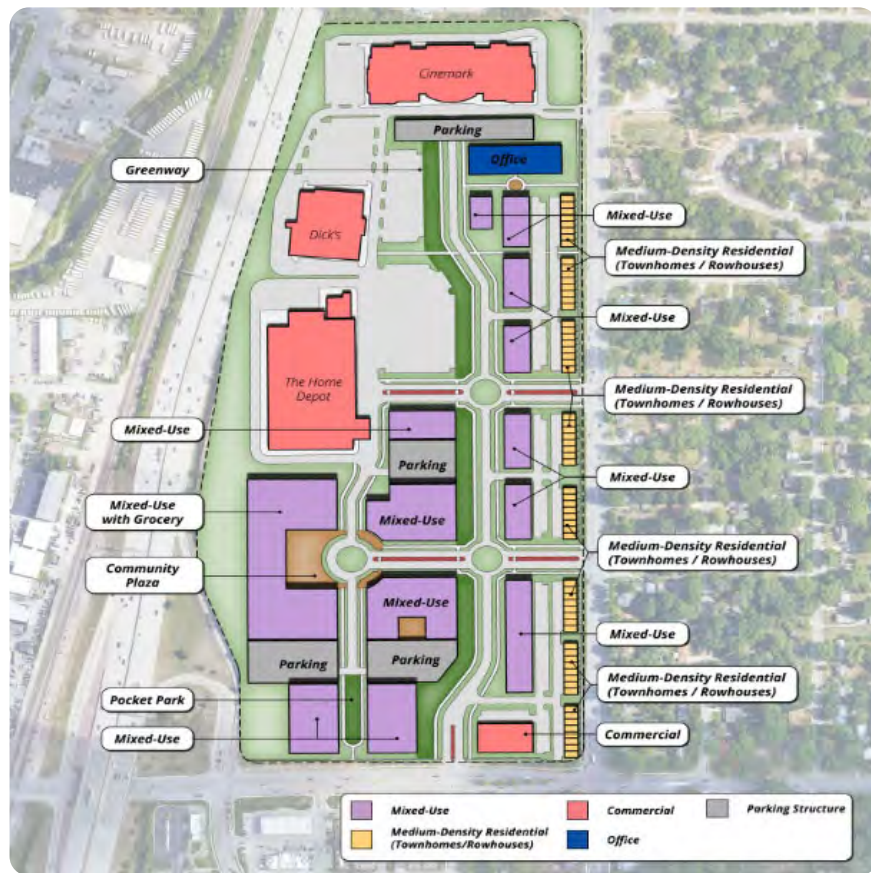 Cinemark
Parking
Office
Greenway
Dick's
Mixed-Use
Medium-Density Residential
(Townhomes / Rowhouses)
Mixed-Use
The Home
Depot
Medium-Density Residential
(Townhomes / Rowhouses)
Mixed-Use
Parking
Mixed-Use
Mixed-Use
with Grocery
Mixed-Use
Medium-Density Residential
(Townhomes / Rowhouses)
Community
Plaza
Mixed-Use
Mixed-Use
Parking
Parking
Medium-Density Residential
(Townhomes / Rowhouses)
Pocket Park
Mixed-Use
Commercial
Mixed-Use
Commercial
Parking Structure
Medium-Density Residential
(Townhomes/Rowhouses)
Office